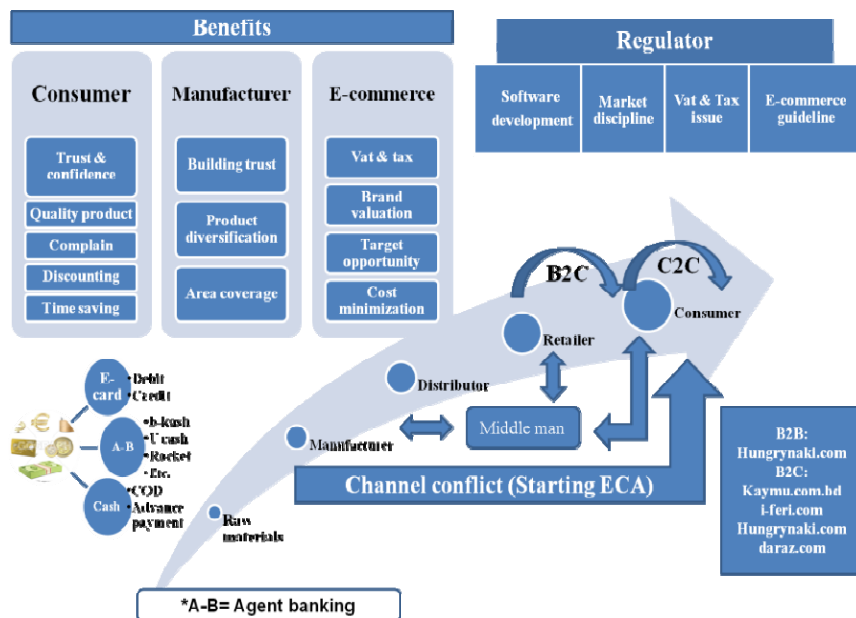 Benefits
Consumer
Trust &
confidence
Quality product
Complain
Discounting
Time saving
Manufacturer
Building trust
Product
diversification
Area coverage
E-commerce
Vat & tax
Brand
valuation
Target
opportunity
Cost
minimization
Regulator
Software
development
Market
discipline
Vat & Tax
issue
E-commerce
guideline
B2C
C2C
Consumer
Retailer
Distributor
Manufacturer
Raw
materials
Middle man
Channel conflict (Starting ECA)
E-
card
•Debit
•Credit
A-B
•b-kash
•U cash
•Rocket
•Etc.
Cash
•COD
•Advance
payment
B2B:
Hungrynaki.com
B2C:
Kaymu.com.bd
i-feri.com
Hungrynaki.com
daraz.com
*A-B= Agent banking